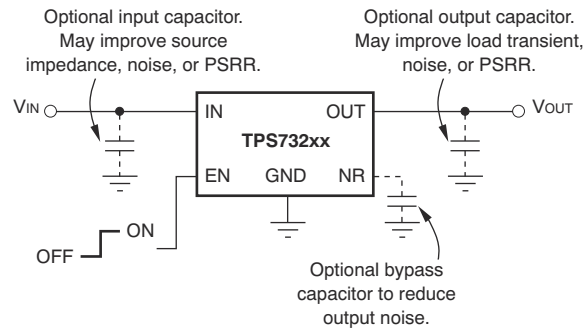 Optional input capacitor.
May improve source
impedance, noise, or PSRR.
Optional output capacitor.
May improve load transient,
noise, or PSRR.
VIN
IN
OUT
VOUT
TPS732xx
EN
GND
NR
ON
OFF
Optional bypass
capacitor to reduce
output noise.